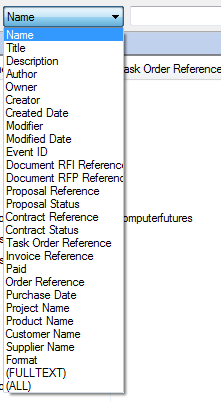 Name
Name
Title
Description
Author
Owner
Creator
Created Date
Modifier
Modified Date
Event ID
Document RFI Reference
Document RFP Reference
Proposal Reference
Proposal Status
Contract Reference
Contract Status
Task Order Reference
Invoice Reference
Paid
Order Reference
Purchase Date
Project Name
Product Name
Customer Name
Supplier Name
Format
(FULLTEXT)
(ALL)
Task Order Reference
omputerfutures